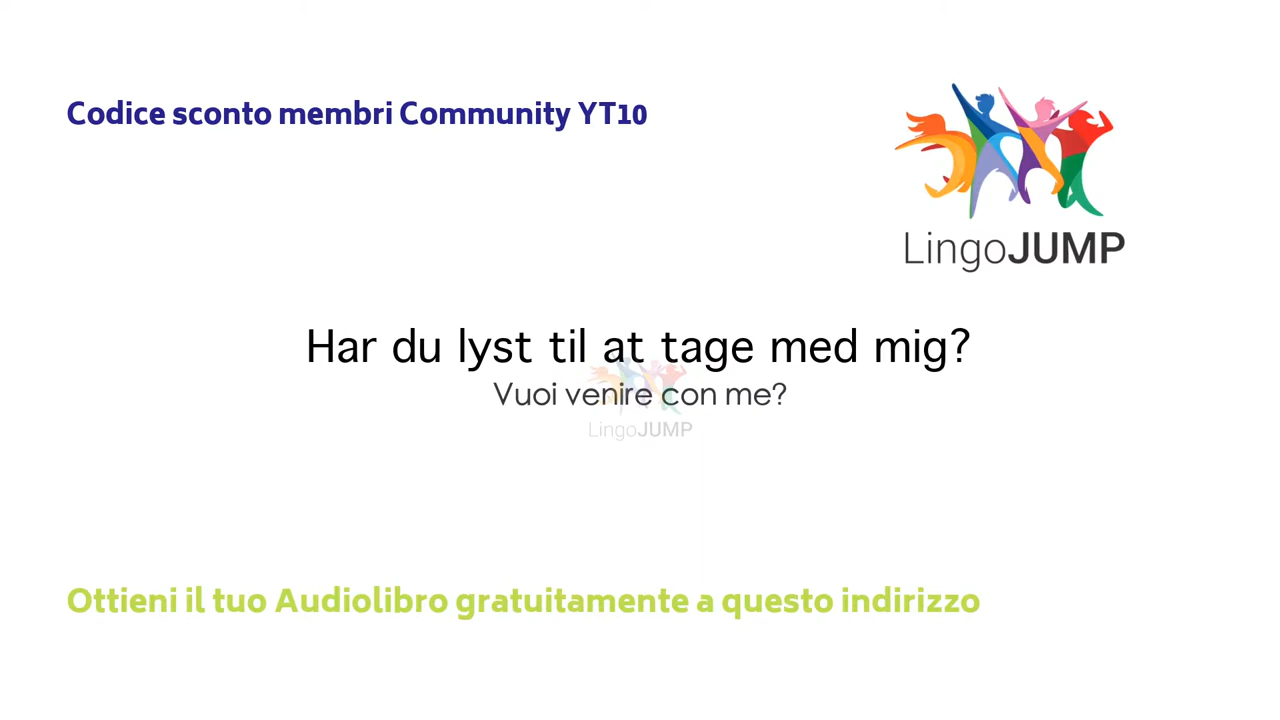 Codice sconto membri Community YT10
LingoJUMP
Har du lyst til at tage med mig?
Vuoi venire con me?
LingoJUMP
Ottieni il tuo Audiolibro gratuitamente a questo indirizzo